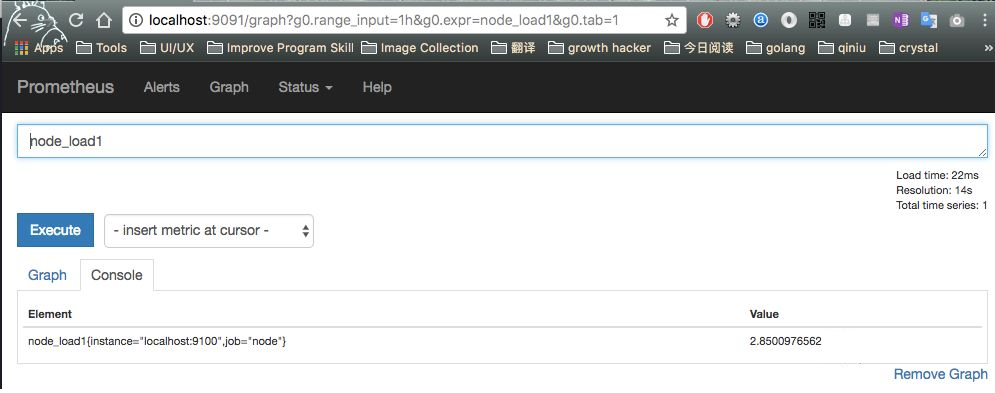 localhost:9091/graph?g0.range_input=1h&g0.expr=node_load1&g0.tab=1
Apps Tools UI/UX Improve Program Skill Image Collection 翻译 growth hacker 今日阅读 golang qiniu crystal »
Prometheus Alerts Graph Status Help
node_load1
Load time: 22ms
Resolution: 14s
Total time series: 1
Execute - insert metric at cursor -
Graph Console
Element Value
node_load1{instance="localhost:9100",job="node"} 2.8500976562
Remove Graph